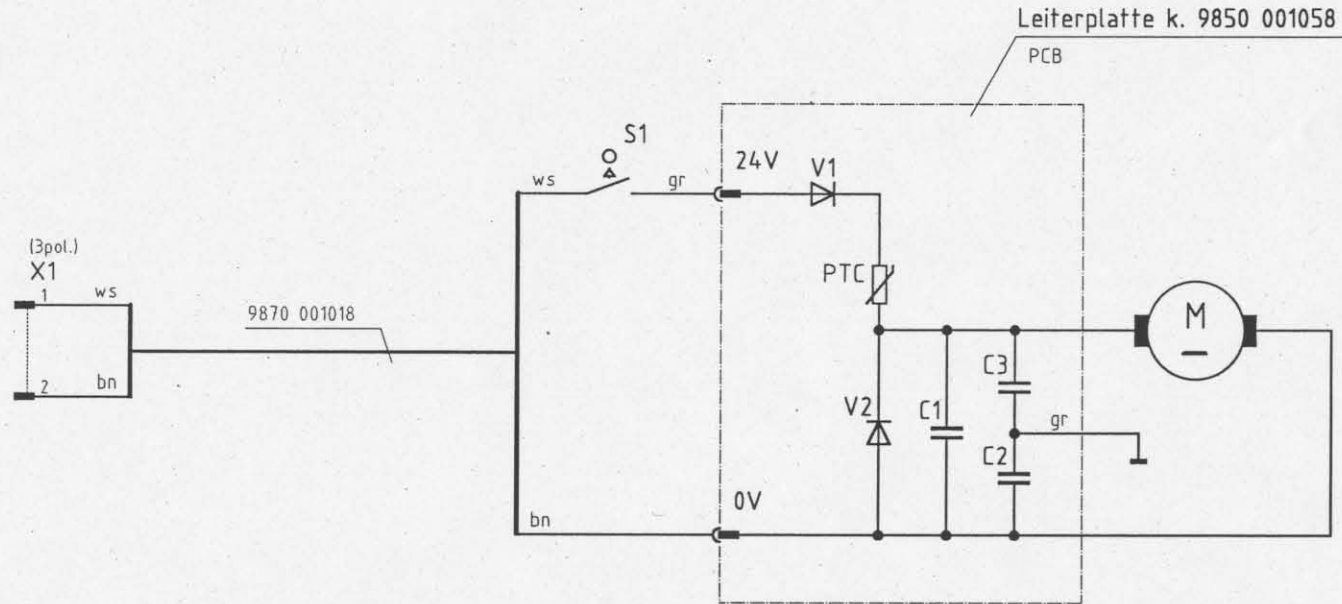 Leiterplatte k. 9850 001058
PCB
S1
24V
V1
ws
gr
(3pol.)
X1
1
ws
9870 001018
PTC
M
2
bn
C3
V2
C1
gr
C2
0V
bn